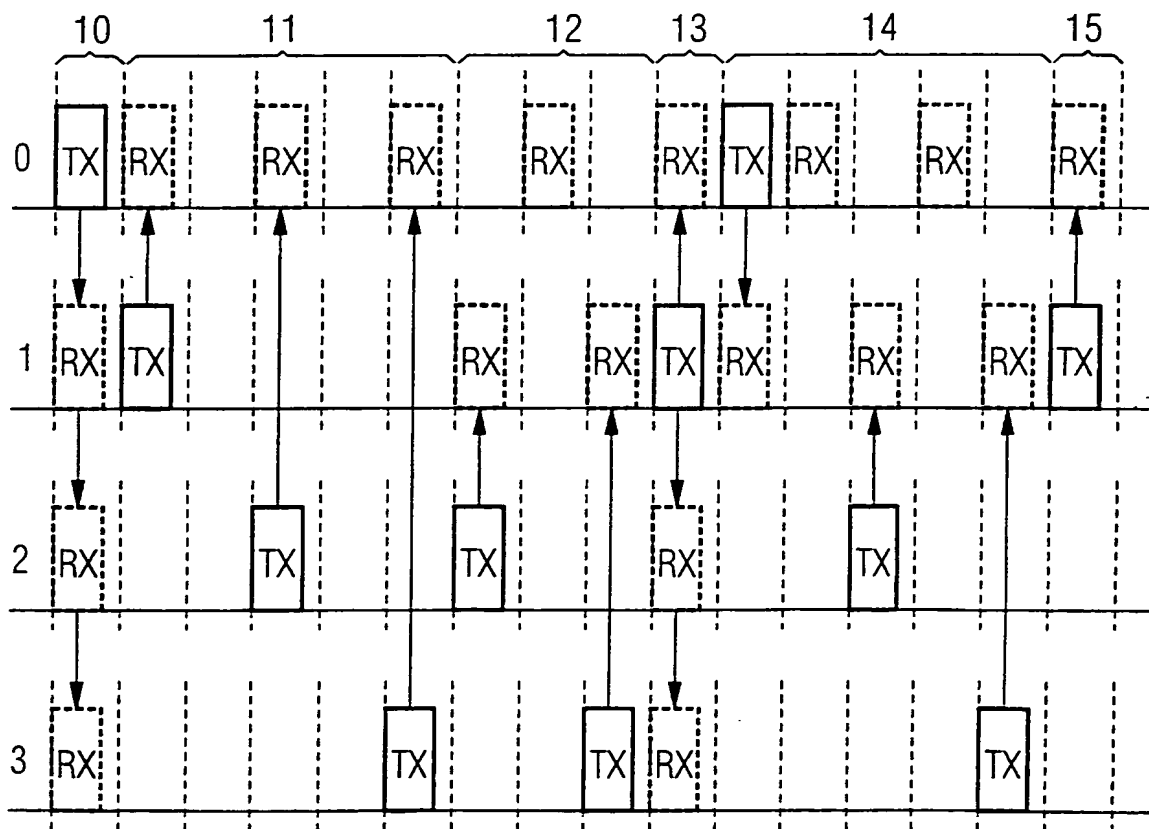 10 11 12 13 14 15
0 TX RX RX RX RX RX TX RX RX RX
1 RX TX RX RX TX RX RX RX TX
2 RX TX TX RX TX
3 RX TX TX RX TX